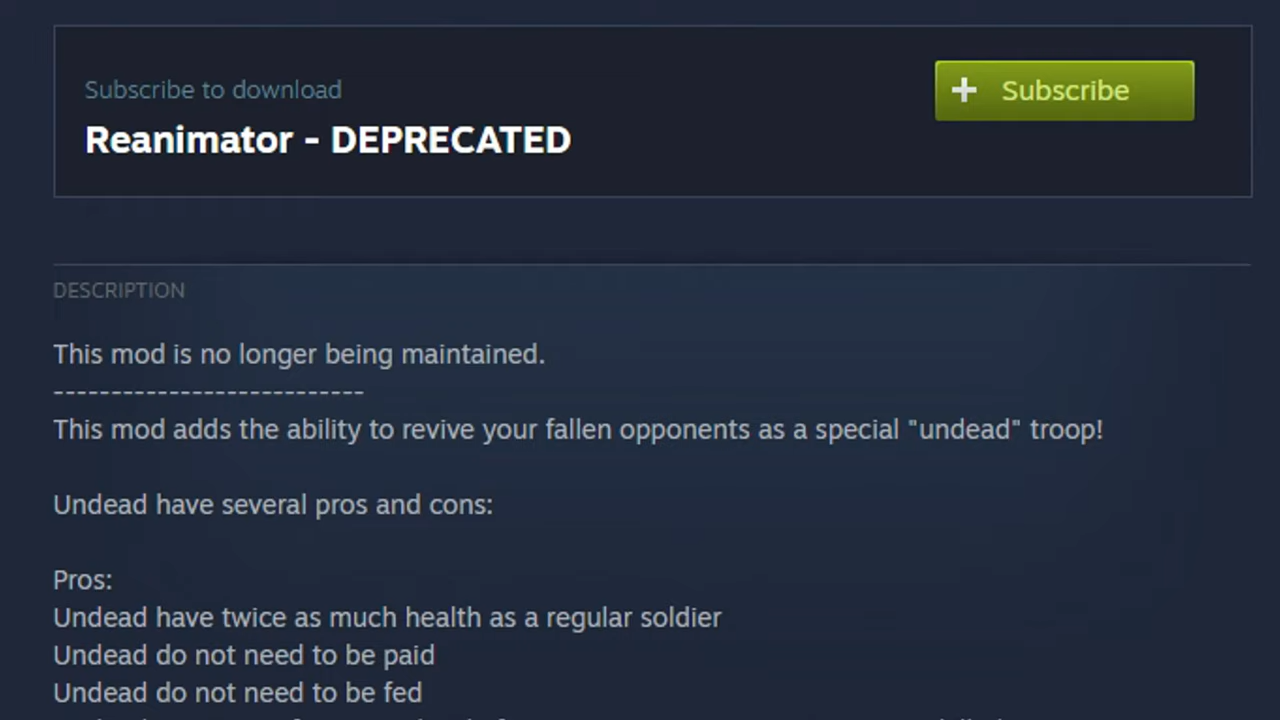 Subscribe to download
Reanimator - DEPRECATED
+ Subscribe
DESCRIPTION
This mod is no longer being maintained.
---------------------------
This mod adds the ability to revive your fallen opponents as a special "undead" troop!
Undead have several pros and cons:
Pros:
Undead have twice as much health as a regular soldier
Undead do not need to be paid
Undead do not need to be fed